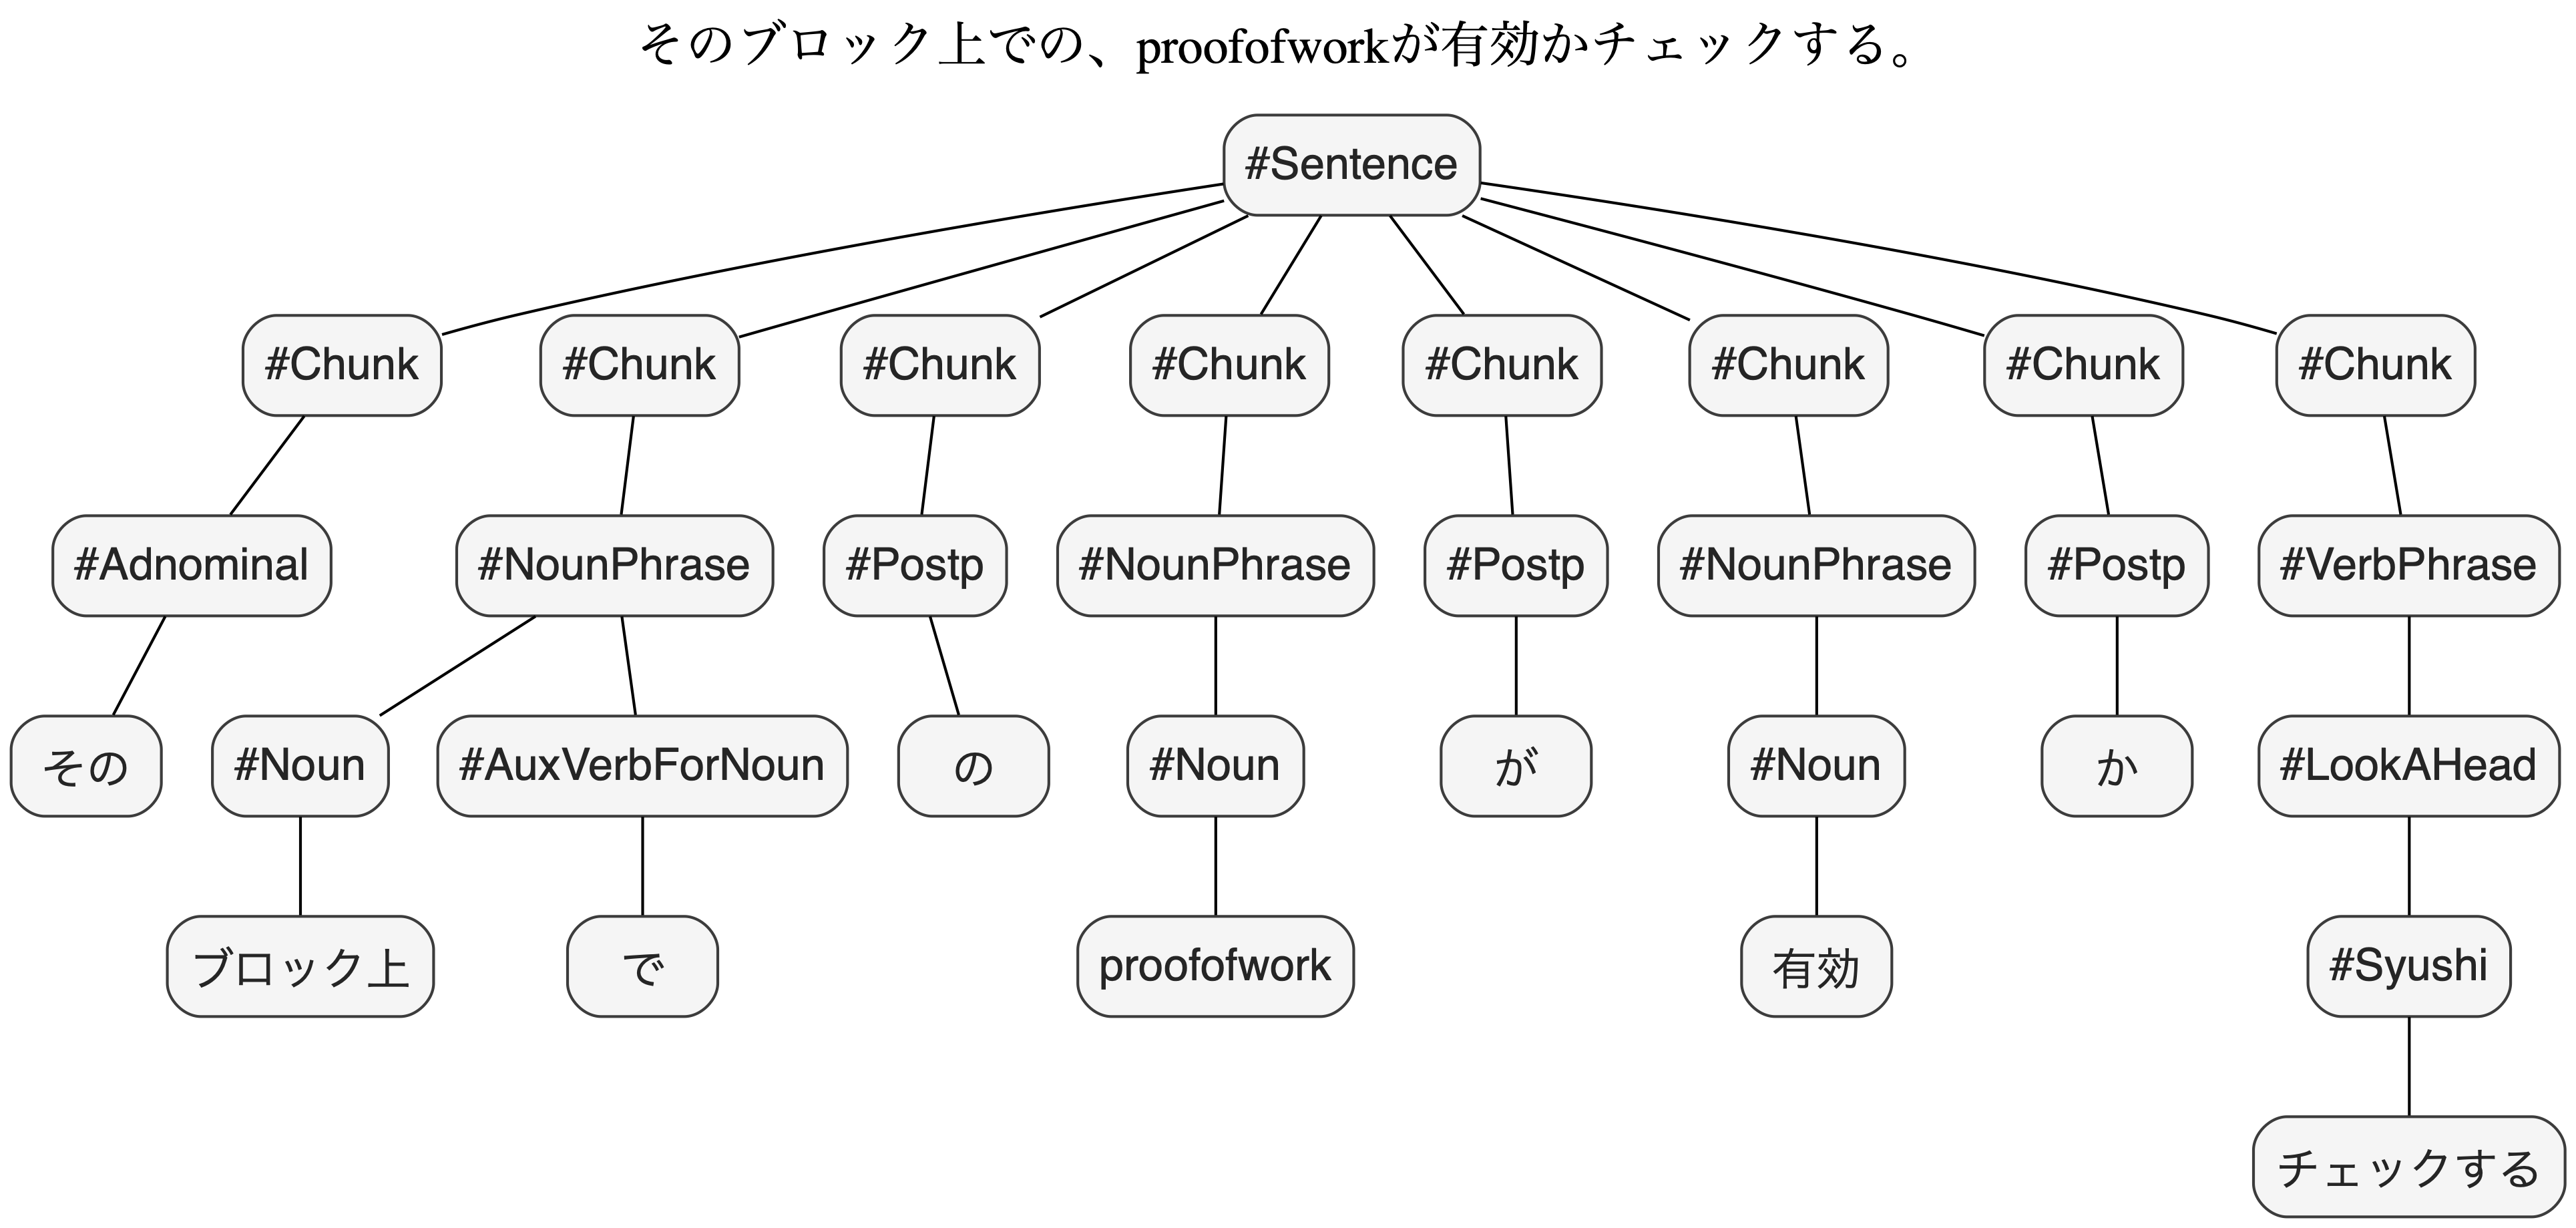 そのブロック上での、proofofworkが有効かチェックする。
#Sentence
#Chunk #Chunk #Chunk #Chunk #Chunk #Chunk #Chunk #Chunk
#Adnominal #NounPhrase #Postp #NounPhrase #Postp #NounPhrase #Postp #VerbPhrase
その #Noun #AuxVerbForNoun の #Noun が #Noun か #LookAHead
ブロック上 で proofofwork 有効 #Syushi
チェックする